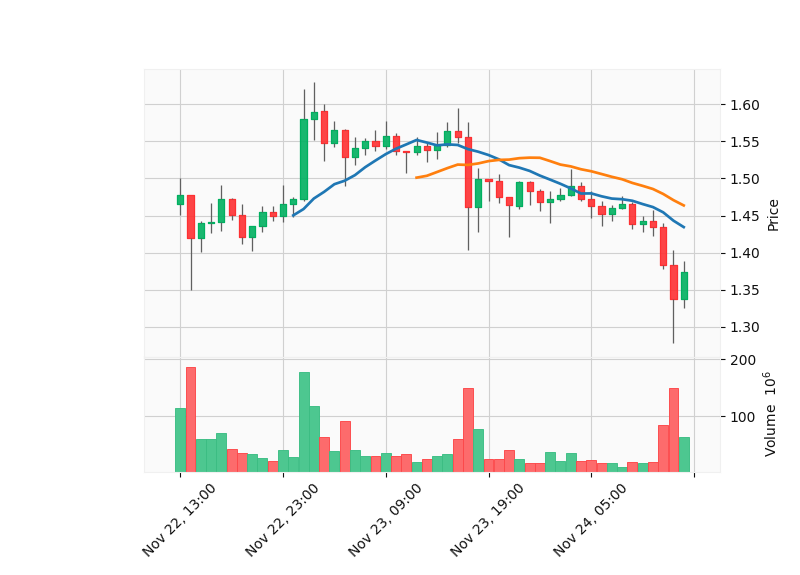 1.60
1.55
1.50
1.45
1.40
1.35
1.30
Price
200
100
Volume 10^6
Nov 22, 13:00
Nov 22, 23:00
Nov 23, 09:00
Nov 23, 19:00
Nov 24, 05:00